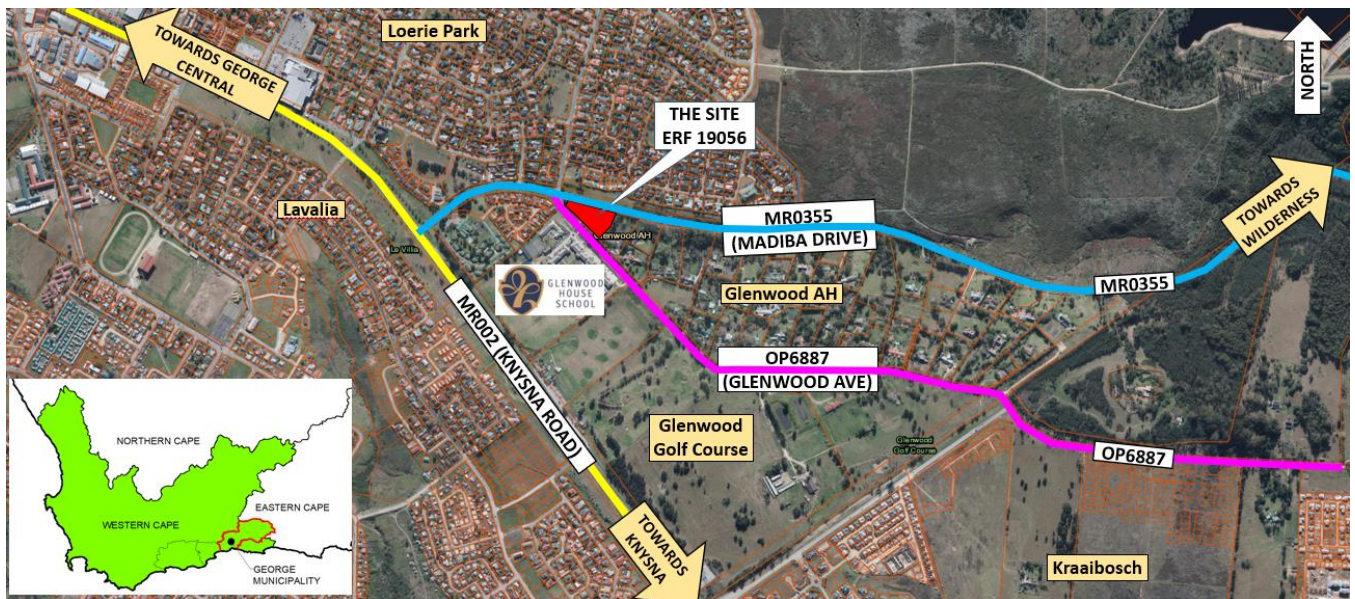 TOWARDS GEORGE
CENTRAL
Loerie Park
NORTH
THE SITE
ERF 19056
TOWARDS
WILDERNESS
Lavalia
Le Villa
Glenwood AH
MR0355
(MADIBA DRIVE)
MR0355
GLENWOOD
HOUSE
SCHOOL
Glenwood AH
MR002 (KNYSNA ROAD)
OP6887
(GLENWOOD AVE)
Glenwood
Golf Course
Glenwood
Golf Course
OP6887
TOWARDS
KNYSNA
Kraaibosch
NORTHERN CAPE
EASTERN CAPE
WESTERN CAPE
GEORGE
MUNICIPALITY